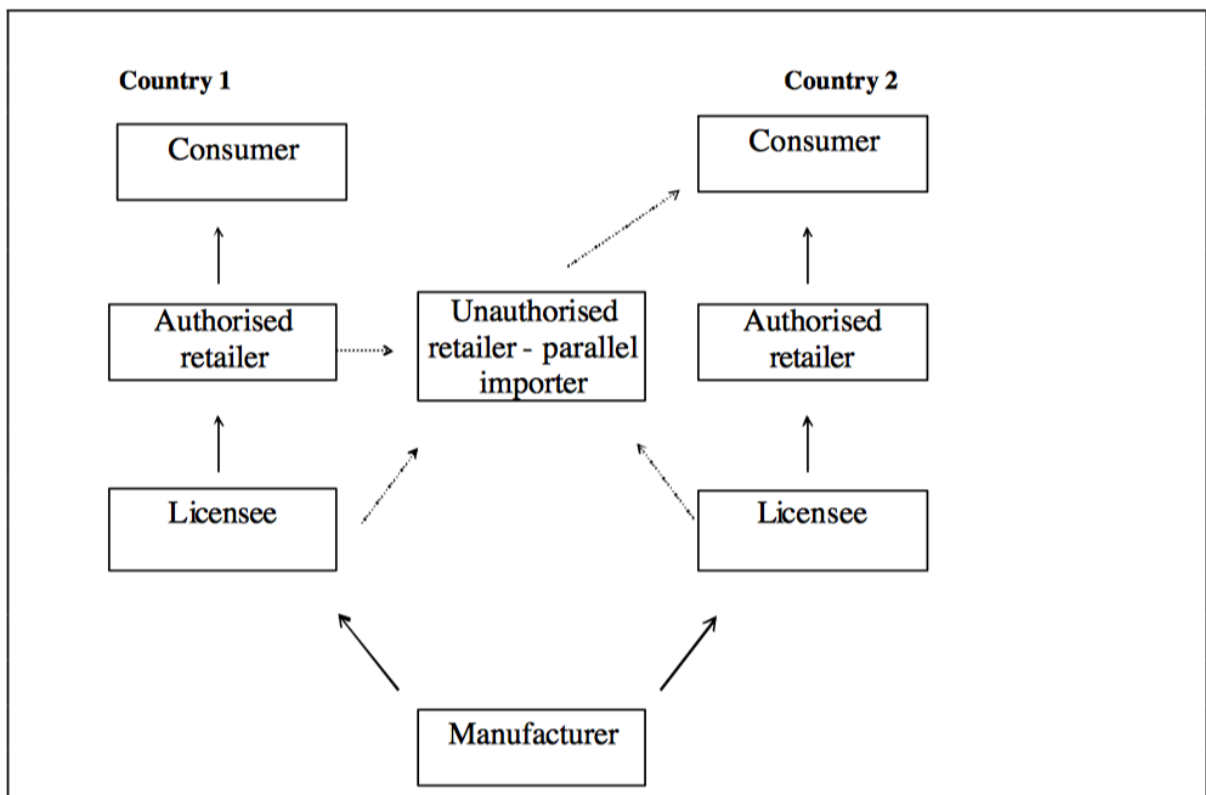 Country 1
Country 2
Consumer
Consumer
Authorised
retailer
Unauthorised
retailer - parallel
importer
Authorised
retailer
Licensee
Licensee
Manufacturer